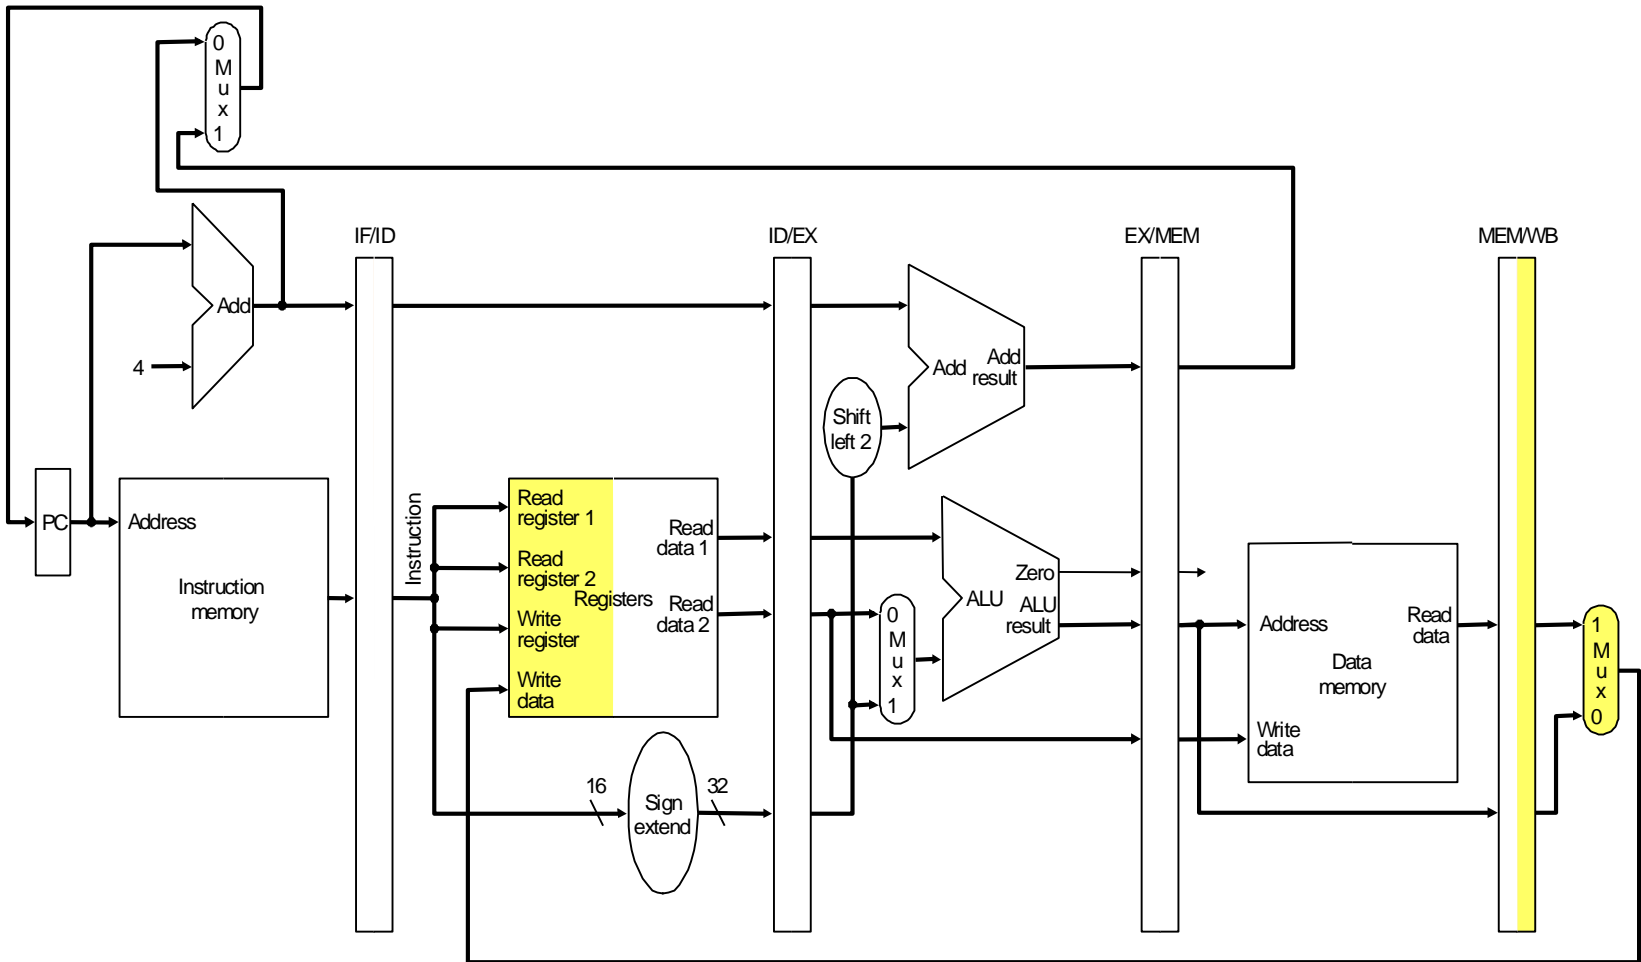 0
M
u
x
1
IF/ID
ID/EX
EX/MEM
MEM/WB
Add
4
Add
Add
result
Shift
left 2
PC
Address
Instruction
memory
Instruction
Read
register 1
Read
register 2
Registers
Write
register
Write
data
Read
data 1
Read
data 2
0
M
u
x
1
Zero
ALU
ALU
result
Address
Read
data
Data
memory
Write
data
1
M
u
x
0
16
Sign
extend
32